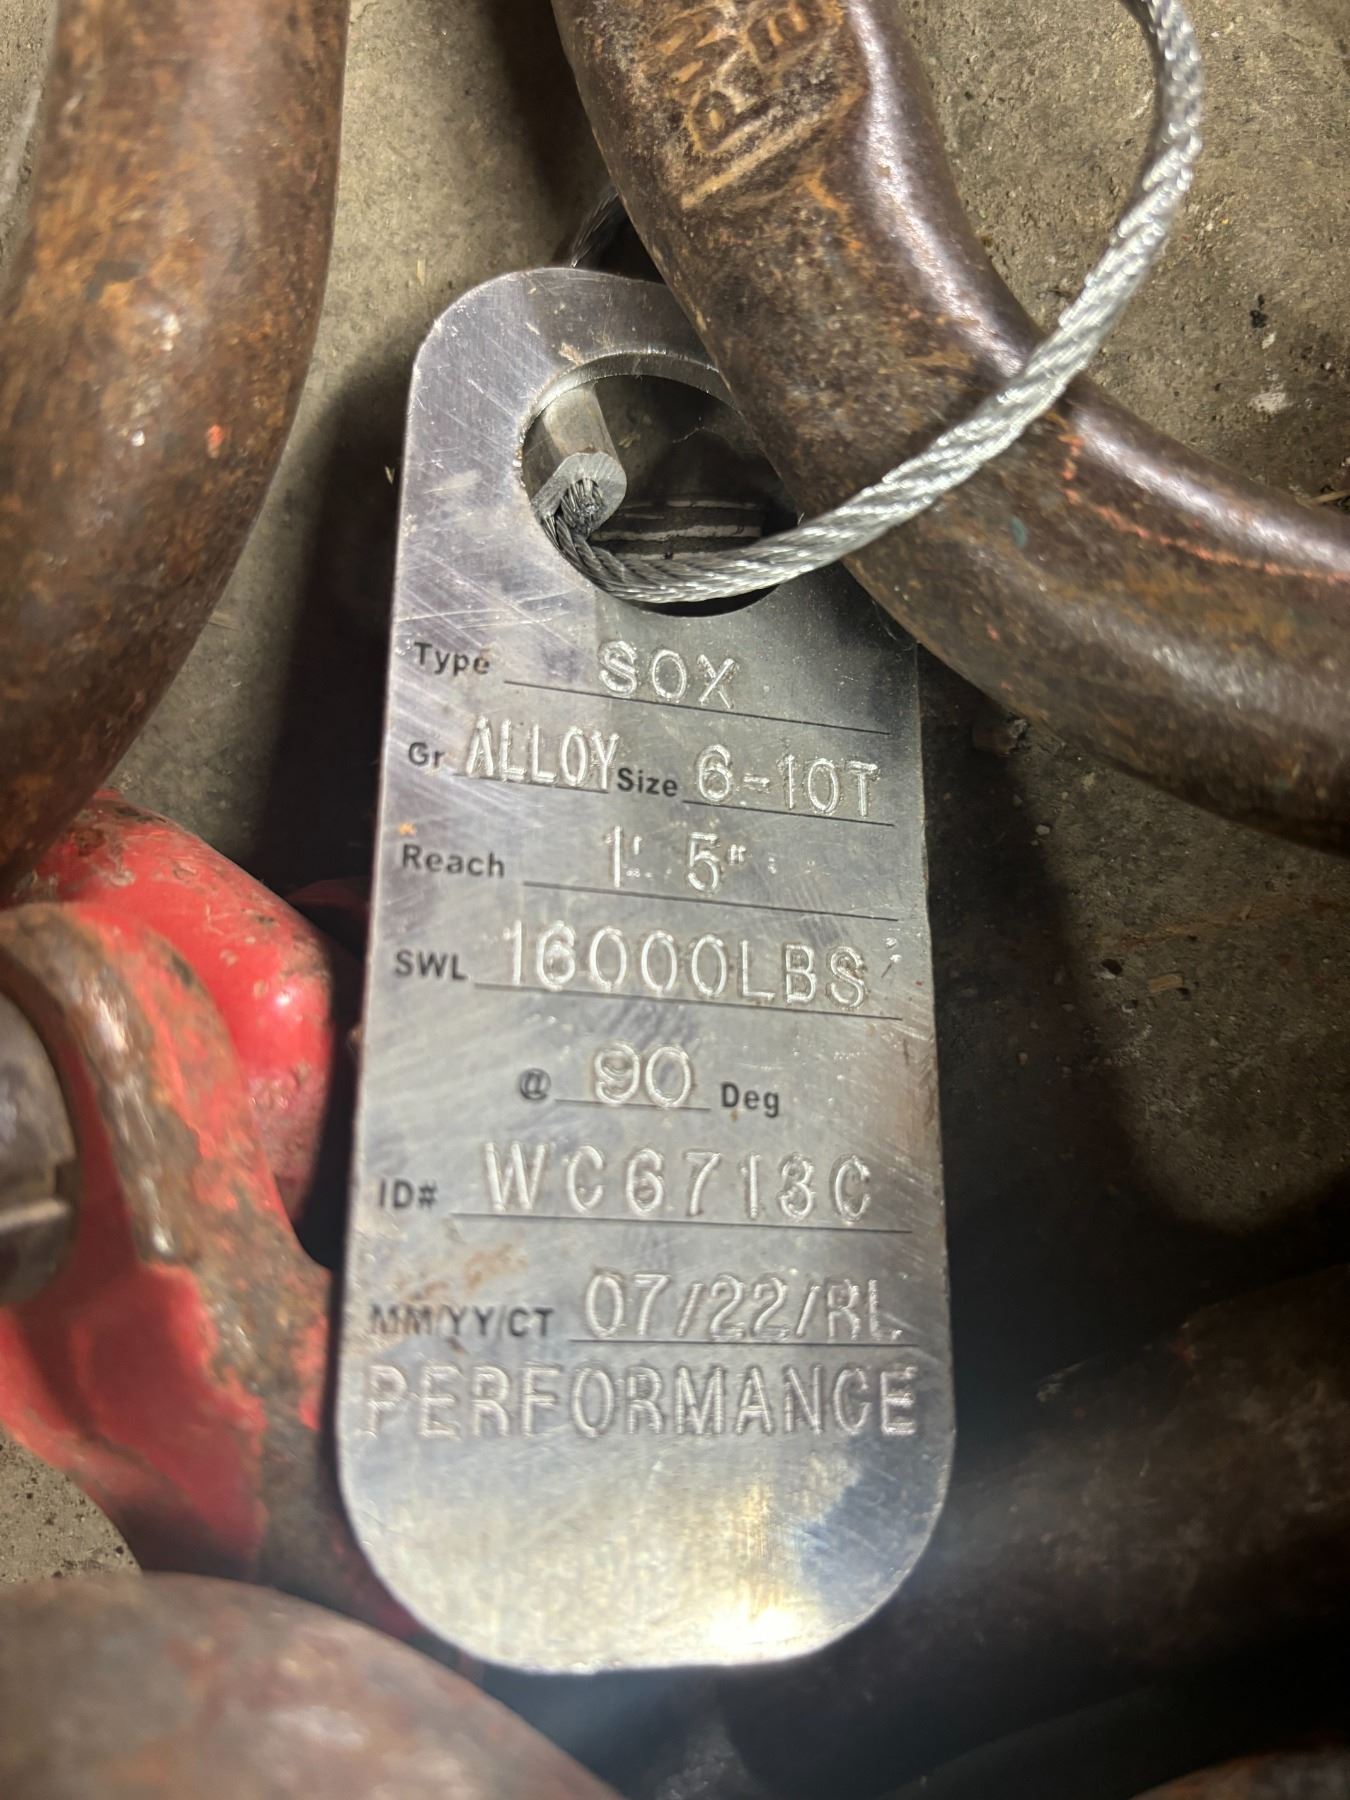 Type SOX
Gr ALLOY Size 6-10T
Reach 1' 5"
SWL 16000LBS
@ 90 Deg
ID# WC6713C
MM/YY/CT 07/22/RL
PERFORMANCE